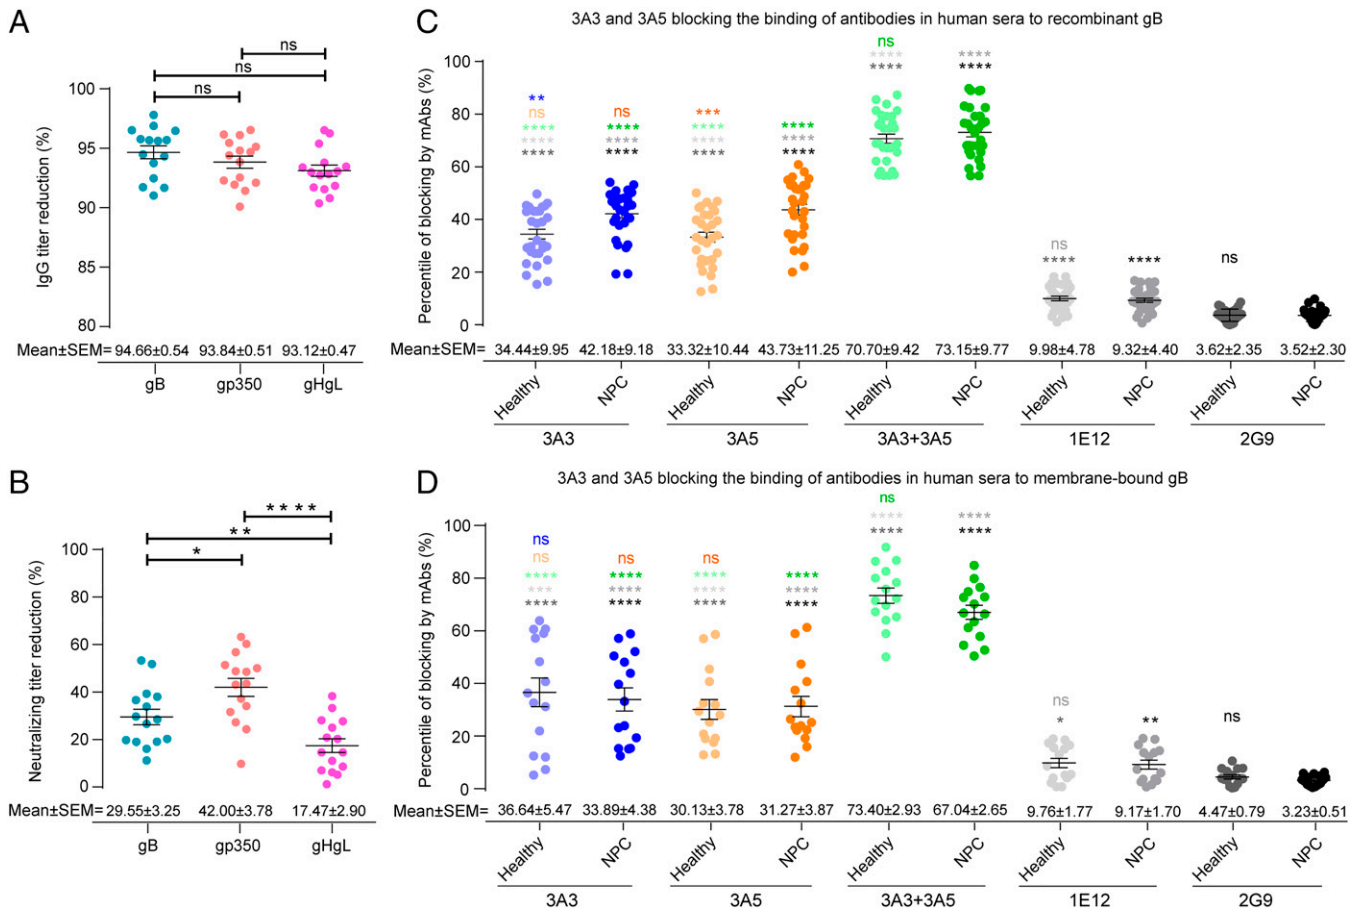 A
ns
ns
ns
100
95
90
85
80
IgG titer reduction (%)
Mean±SEM= 94.66±0.54 93.84±0.51 93.12±0.47
gB gp350 gHgL
B
****
**
*
100
80
60
40
20
0
Neutralizing titer reduction (%)
Mean±SEM= 29.55±3.25 42.00±3.78 17.47±2.90
gB gp350 gHgL
C
3A3 and 3A5 blocking the binding of antibodies in human sera to recombinant gB
ns
**** ****
**** ****
** ns ***
ns **** **** ****
**** **** **** ****
**** **** **** ****
ns
**** **** ns
100
80
60
40
20
0
Percentile of blocking by mAbs (%)
Mean±SEM= 34.44±9.95 42.18±9.18 33.32±10.44 43.73±11.25 70.70±9.42 73.15±9.77 9.98±4.78 9.32±4.40 3.62±2.35 3.52±2.30
Healthy NPC Healthy NPC Healthy NPC Healthy NPC Healthy NPC
3A3 3A5 3A3+3A5 1E12 2G9
D
3A3 and 3A5 blocking the binding of antibodies in human sera to membrane-bound gB
ns
**** ****
**** ****
ns
ns ns ns
**** **** **** ****
*** **** **** ****
**** **** **** ****
ns
* ** ns
100
80
60
40
20
0
Percentile of blocking by mAbs (%)
Mean±SEM= 36.64±5.47 33.89±4.38 30.13±3.78 31.27±3.87 73.40±2.93 67.04±2.65 9.76±1.77 9.17±1.70 4.47±0.79 3.23±0.51
Healthy NPC Healthy NPC Healthy NPC Healthy NPC Healthy NPC
3A3 3A5 3A3+3A5 1E12 2G9